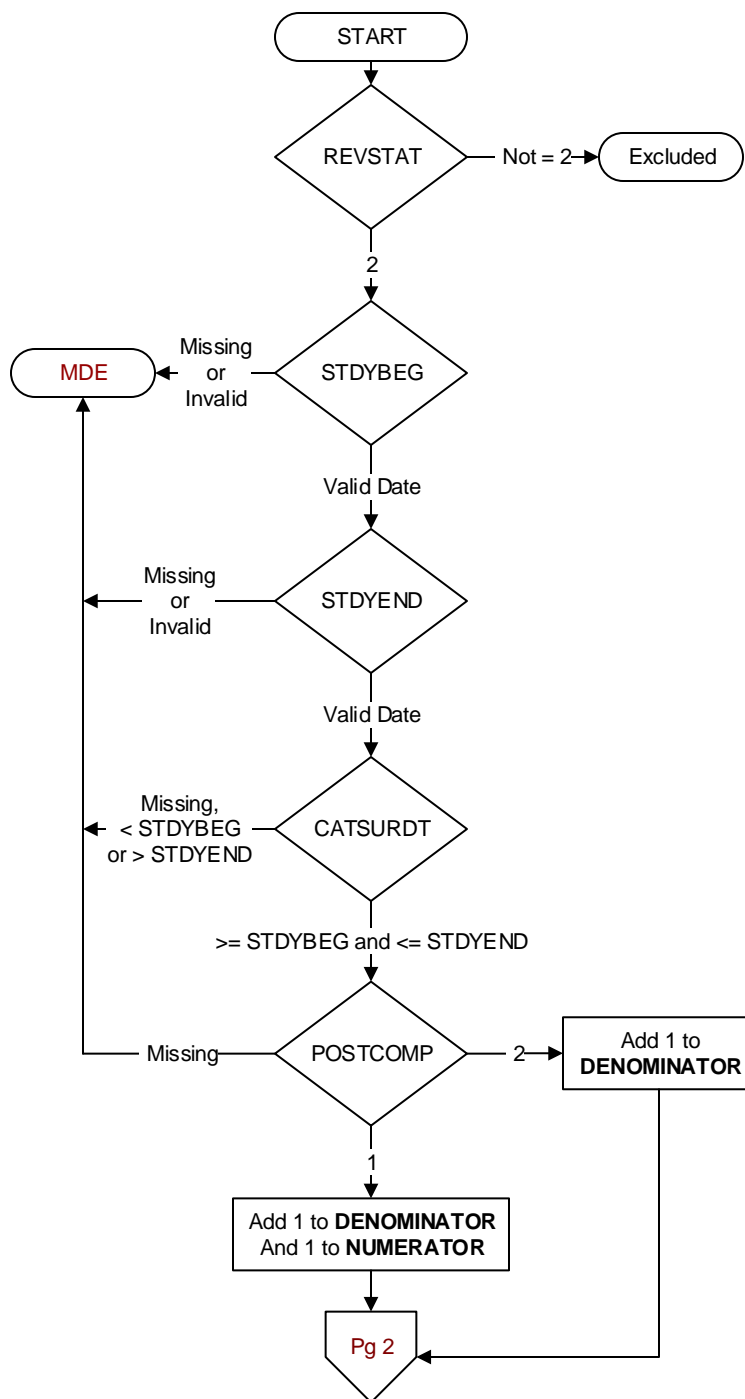 START
REVSTAT
Not = 2
Excluded
2
Missing
or
Invalid
MDE
STDYBEG
Valid Date
Missing
or
Invalid
STDYEND
Valid Date
Missing,
< STDYBEG
or > STDYEND
CATSURDT
>= STDYBEG and <= STDYEND
Missing
POSTCOMP
2
Add 1 to
DENOMINATOR
1
Add 1 to DENOMINATOR
And 1 to NUMERATOR
Pg 2